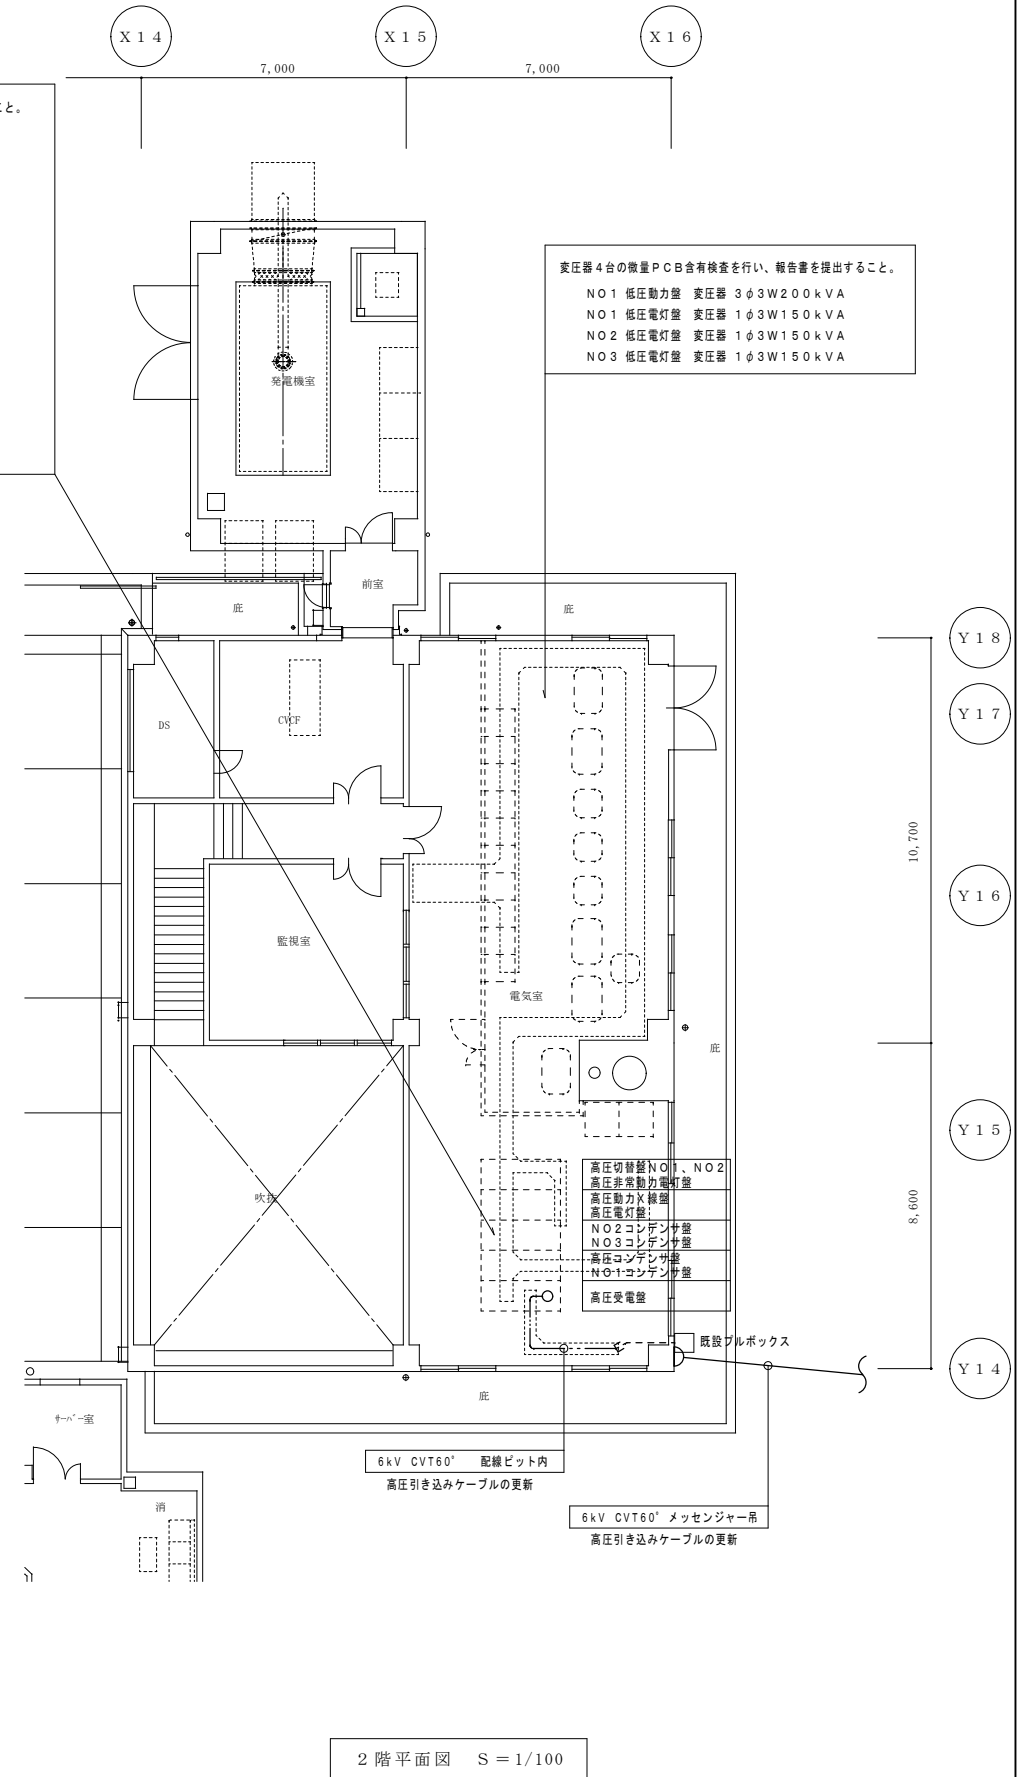 X14
X15
X16
7,000
7,000
こと。
変圧器4台の微量PCB含有検査を行い、報告書を提出すること。
NO1 低圧動力盤 変圧器 3φ3W200kVA
NO1 低圧電灯盤 変圧器 1φ3W150kVA
NO2 低圧電灯盤 変圧器 1φ3W150kVA
NO3 低圧電灯盤 変圧器 1φ3W150kVA
発電機室
前室
庇
庇
Y18
DS
CVCF
Y17
10,700
Y16
監視室
電気室
庇
Y15
高圧切替盤NO1、NO2
高圧非常動力電灯盤
高圧動力X線盤
高圧電灯盤
NO2コンデンサ盤
NO3コンデンサ盤
高圧コンデンサ盤
NO1コンデンサ盤
高圧受電盤
吹抜
8,600
既設プルボックス
Y14
庇
サーバー室
6kV CVT60° 配線ピット内
高圧引き込みケーブルの更新
消
6kV CVT60° メッセンジャー吊
高圧引き込みケーブルの更新
2階平面図 S=1/100